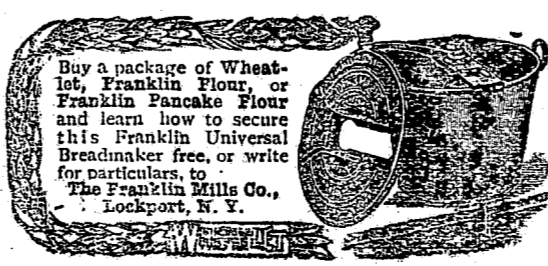 Buy a package of Wheat-
let, Franklin Flour, or
Franklin Pancake Flour
and learn how to secure
this Franklin Universal
Breadmaker free, or write
for particulars, to
The Franklin Mills Co.,
Lockport, N. Y.
WHEATLET